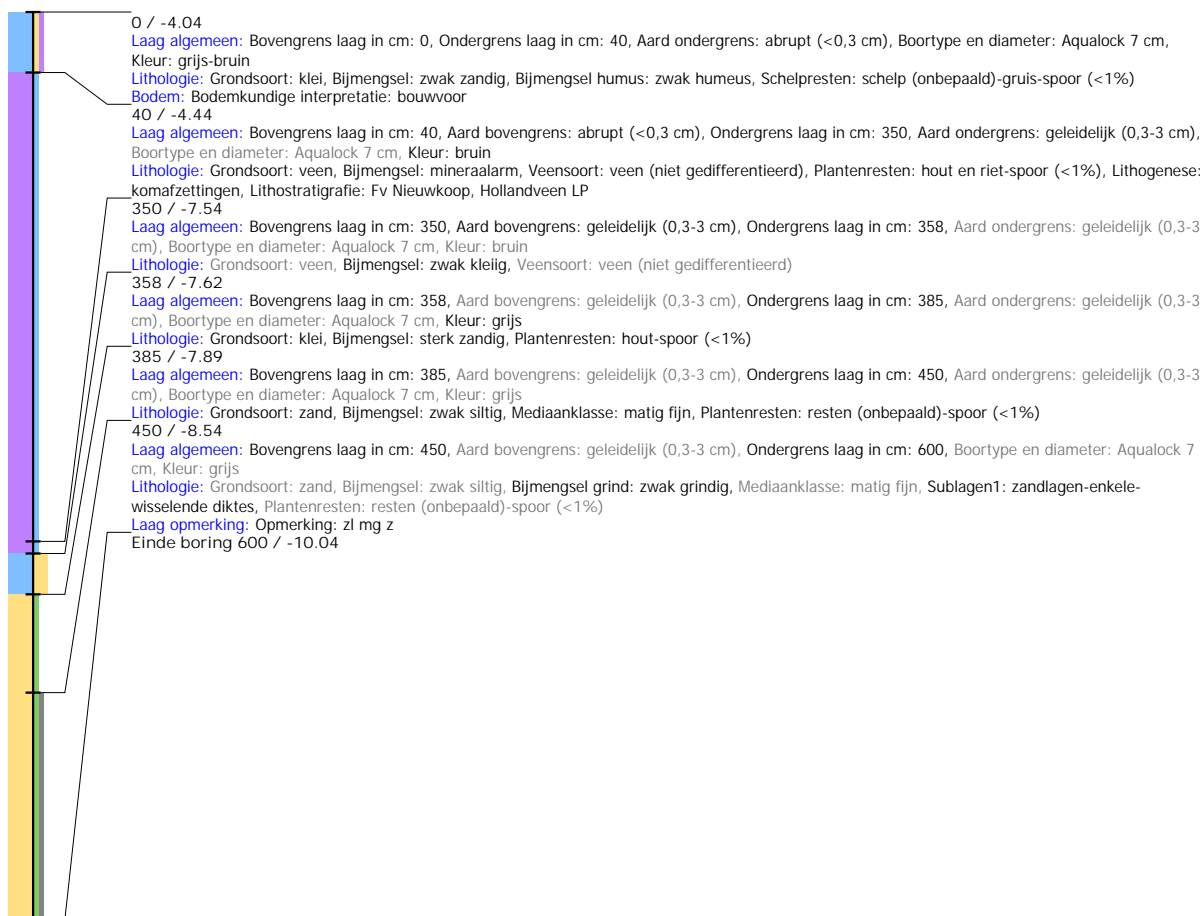 0 / -4.04
Laag algemeen: Bovengrens laag in cm: 0, Ondergrens laag in cm: 40, Aard ondergrens: abrupt (<0,3 cm), Boortype en diameter: Aqualock 7 cm,
Kleur: grijs-bruin
Lithologie: Grondsoort: klei, Bijmengsel: zwak zandig, Bijmengsel humus: zwak humeus, Schelpresten: schelp (onbepaald)-gruis-spoor (<1%)
Bodem: Bodemkundige interpretatie: bouwvoor
40 / -4.44
Laag algemeen: Bovengrens laag in cm: 40, Aard bovengrens: abrupt (<0,3 cm), Ondergrens laag in cm: 350, Aard ondergrens: geleidelijk (0,3-3 cm),
Boortype en diameter: Aqualock 7 cm, Kleur: bruin
Lithologie: Grondsoort: veen, Bijmengsel: mineraalarm, Veensoort: veen (niet gedifferentieerd), Plantenresten: hout en riet-spoor (<1%), Lithogenese:
komafzettingen, Lithostratigrafie: Fv Nieuwkoop, Hollandveen LP
350 / -7.54
Laag algemeen: Bovengrens laag in cm: 350, Aard bovengrens: geleidelijk (0,3-3 cm), Ondergrens laag in cm: 358, Aard ondergrens: geleidelijk (0,3-3
cm), Boortype en diameter: Aqualock 7 cm, Kleur: bruin
Lithologie: Grondsoort: veen, Bijmengsel: zwak kleiig, Veensoort: veen (niet gedifferentieerd)
358 / -7.62
Laag algemeen: Bovengrens laag in cm: 358, Aard bovengrens: geleidelijk (0,3-3 cm), Ondergrens laag in cm: 385, Aard ondergrens: geleidelijk (0,3-3
cm), Boortype en diameter: Aqualock 7 cm, Kleur: grijs
Lithologie: Grondsoort: klei, Bijmengsel: sterk zandig, Plantenresten: hout-spoor (<1%)
385 / -7.89
Laag algemeen: Bovengrens laag in cm: 385, Aard bovengrens: geleidelijk (0,3-3 cm), Ondergrens laag in cm: 450, Aard ondergrens: geleidelijk (0,3-3
cm), Boortype en diameter: Aqualock 7 cm, Kleur: grijs
Lithologie: Grondsoort: zand, Bijmengsel: zwak siltig, Mediaanklasse: matig fijn, Plantenresten: resten (onbepaald)-spoor (<1%)
450 / -8.54
Laag algemeen: Bovengrens laag in cm: 450, Aard bovengrens: geleidelijk (0,3-3 cm), Ondergrens laag in cm: 600, Boortype en diameter: Aqualock 7
cm, Kleur: grijs
Lithologie: Grondsoort: zand, Bijmengsel: zwak siltig, Bijmengsel grind: zwak grindig, Mediaanklasse: matig fijn, Sublagen1: zandlagen-enkele-
wisselende diktes, Plantenresten: resten (onbepaald)-spoor (<1%)
Laag opmerking: Opmerking: zl mg z
Einde boring 600 / -10.04